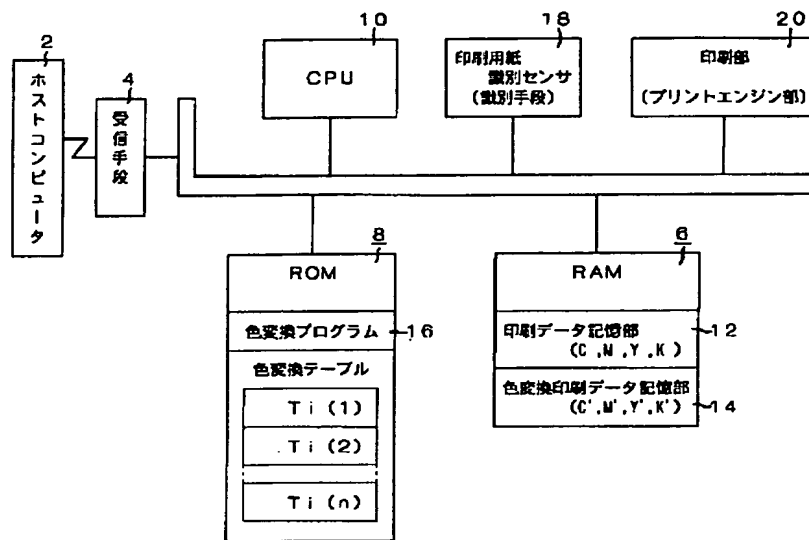 2
ホストコンピュータ
4
受信手段
10
CPU
18
印刷用紙
識別センサ
(識別手段)
20
印刷部
(プリントエンジン部)
8
ROM
色変換プログラム
16
色変換テーブル
Ti(1)
Ti(2)
Ti(n)
6
RAM
印刷データ記憶部
(C,M,Y,K)
12
色変換印刷データ記憶部
(C',M',Y',K')
14